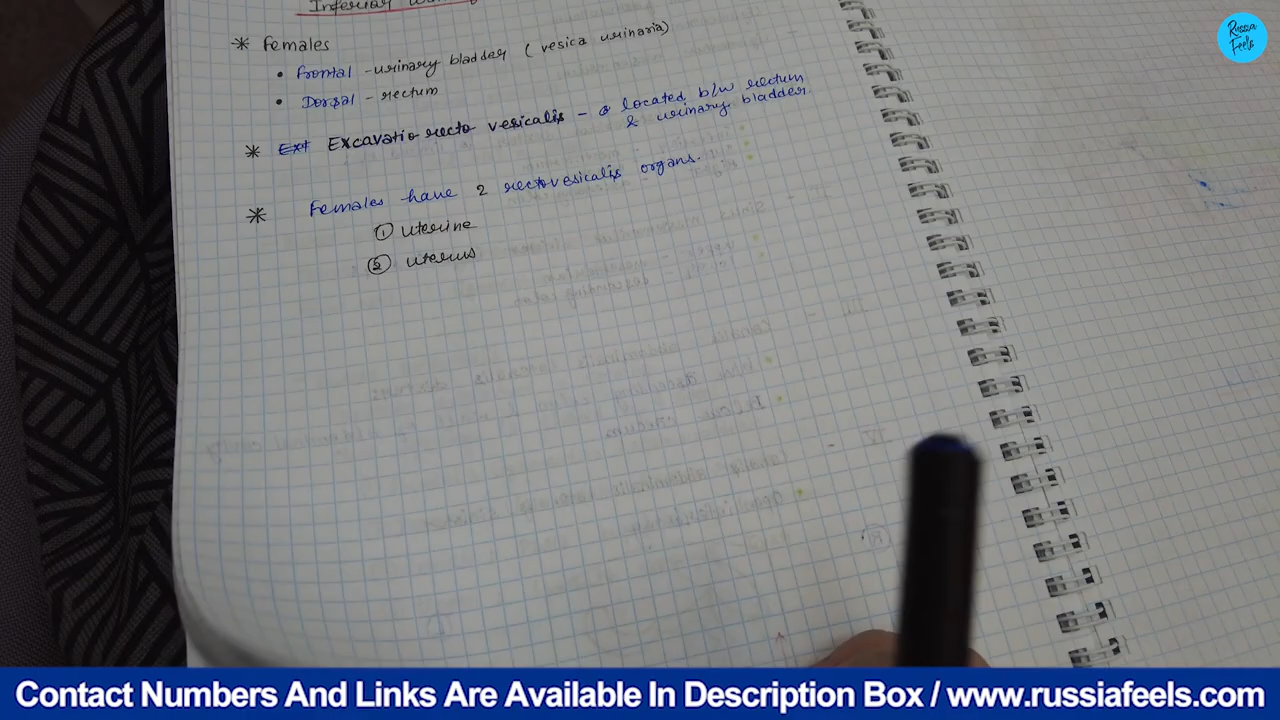 Inferior
* females
• frontal - urinary bladder ( vesica urinaria)
• Dorsal - rectum
* Ext Excavatio recto vesicalis - located b/w rectum
& urinary bladder.
* Females have 2 rectovesicalis organs.
① uterine
② uterus
Russia
Feels
Contact Numbers And Links Are Available In Description Box / www.russiafeels.com